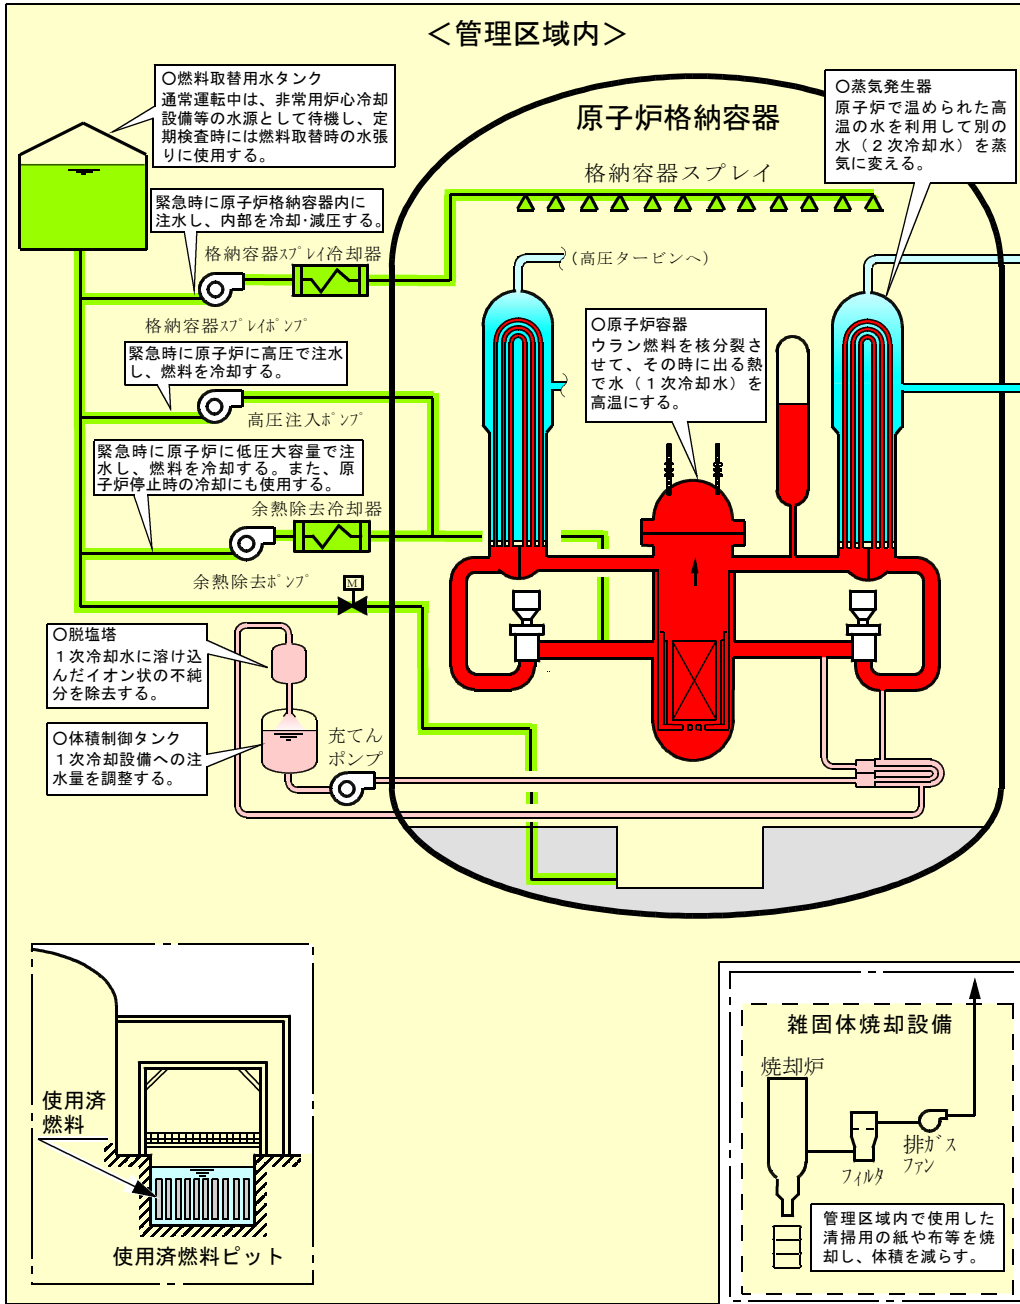 ＜管理区域内＞
○燃料取替用水タンク
通常運転中は、非常用炉心冷却
設備等の水源として待機し、定
期検査時には燃料取替時の水張
りに使用する。
原子炉格納容器
格納容器スプレイ
○蒸気発生器
原子炉で温められた高
温の水を利用して別の
水（２次冷却水）を蒸
気に変える。
緊急時に原子炉格納容器内に
注水し、内部を冷却･減圧する。
格納容器ｽﾌﾟﾚｲ冷却器
（高圧タービンへ）
格納容器ｽﾌﾟﾚｲﾎﾟﾝﾌﾟ
○原子炉容器
ウラン燃料を核分裂さ
せて、その時に出る熱
で水（１次冷却水）を
高温にする。
緊急時に原子炉に高圧で注水
し、燃料を冷却する。
高圧注入ﾎﾟﾝﾌﾟ
緊急時に原子炉に低圧大容量で注
水し、燃料を冷却する。また、原
子炉停止時の冷却にも使用する。
余熱除去冷却器
余熱除去ﾎﾟﾝﾌﾟ
M
○脱塩塔
１次冷却水に溶け込
んだイオン状の不純
分を除去する。
○体積制御タンク
１次冷却設備への注
水量を調整する。
充てん
ポンプ
使用済
燃料
使用済燃料ピット
雑固体焼却設備
焼却炉
フィルタ
排ｶﾞｽ
ﾌｧﾝ
管理区域内で使用した
清掃用の紙や布等を焼
却し、体積を減らす。